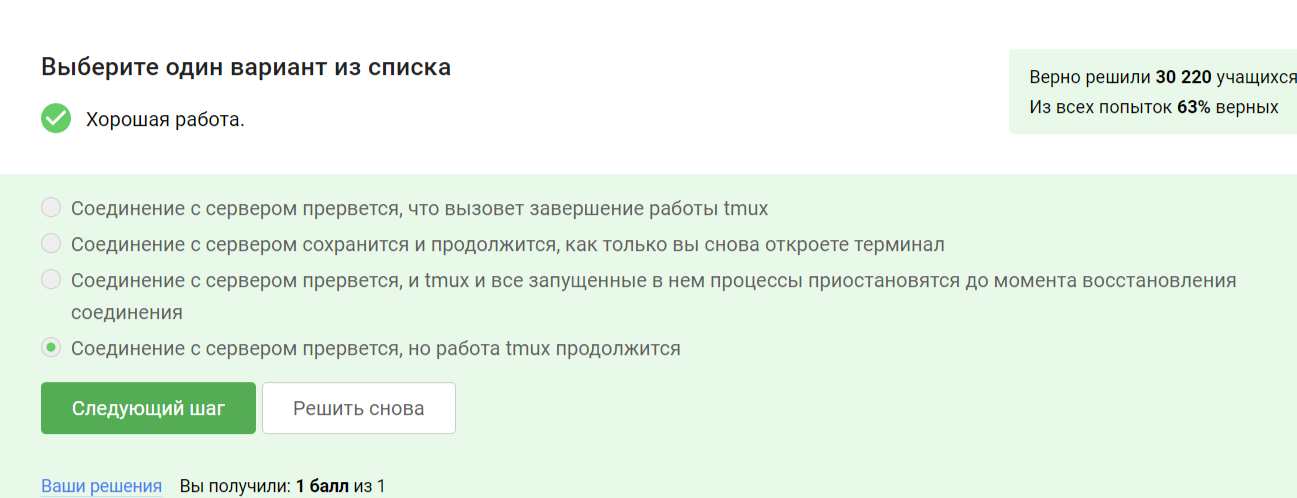 Выберите один вариант из списка
Верно решили 30 220 учащихся
Из всех попыток 63% верных
Хорошая работа.
Соединение с сервером прервется, что вызовет завершение работы tmux
Соединение с сервером сохранится и продолжится, как только вы снова откроете терминал
Соединение с сервером прервется, и tmux и все запущенные в нем процессы приостановятся до момента восстановления
соединения
Соединение с сервером прервется, но работа tmux продолжится
Следующий шаг
Решить снова
Ваши решения Вы получили: 1 балл из 1